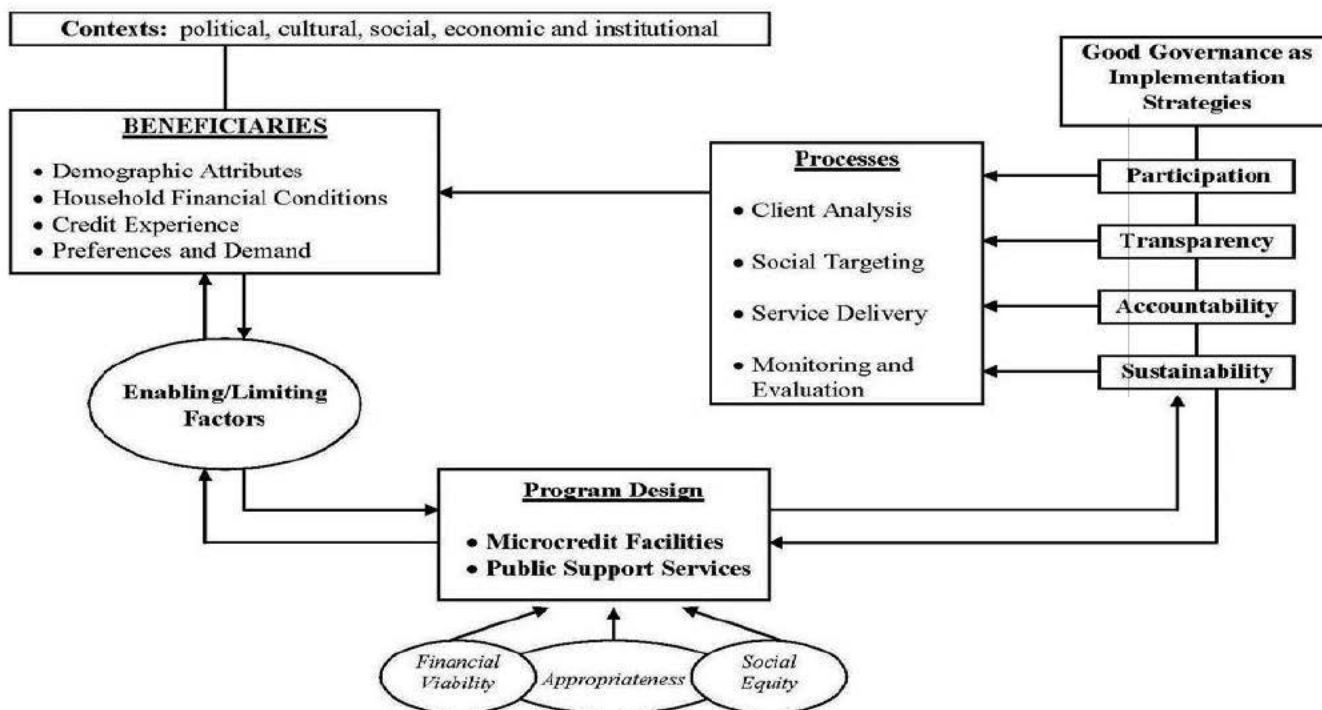 Contexts: political, cultural, social, economic and institutional
Good Governance as
Implementation
Strategies
BENEFICIARIES
• Demographic Attributes
• Household Financial Conditions
• Credit Experience
• Preferences and Demand
Processes
• Client Analysis
• Social Targeting
• Service Delivery
• Monitoring and
Evaluation
Participation
Transparency
Accountability
Sustainability
Enabling/Limiting
Factors
Program Design
• Microcredit Facilities
• Public Support Services
Financial
Viability
Appropriateness
Social
Equity